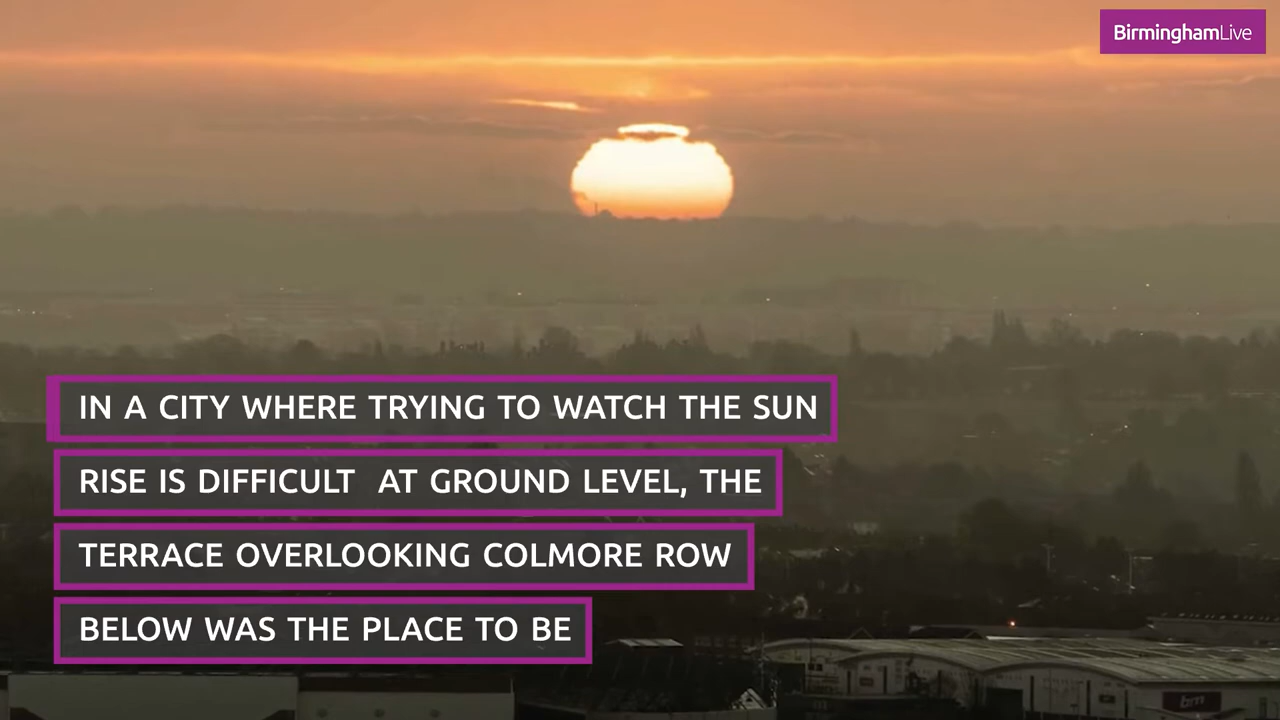 BirminghamLive
IN A CITY WHERE TRYING TO WATCH THE SUN
RISE IS DIFFICULT  AT GROUND LEVEL, THE
TERRACE OVERLOOKING COLMORE ROW
BELOW WAS THE PLACE TO BE
bm